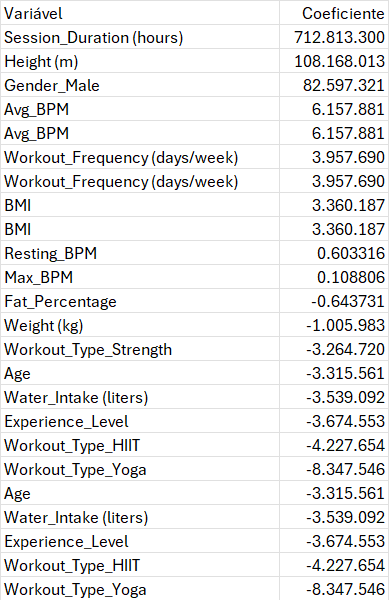 Variável Coeficiente
Session_Duration (hours) 712.813.300
Height (m) 108.168.013
Gender_Male 82.597.321
Avg_BPM 6.157.881
Avg_BPM 6.157.881
Workout_Frequency (days/week) 3.957.690
Workout_Frequency (days/week) 3.957.690
BMI 3.360.187
BMI 3.360.187
Resting_BPM 0.603316
Max_BPM 0.108806
Fat_Percentage -0.643731
Weight (kg) -1.005.983
Workout_Type_Strength -3.264.720
Age -3.315.561
Water_Intake (liters) -3.539.092
Experience_Level -3.674.553
Workout_Type_HIIT -4.227.654
Workout_Type_Yoga -8.347.546
Age -3.315.561
Water_Intake (liters) -3.539.092
Experience_Level -3.674.553
Workout_Type_HIIT -4.227.654
Workout_Type_Yoga -8.347.546